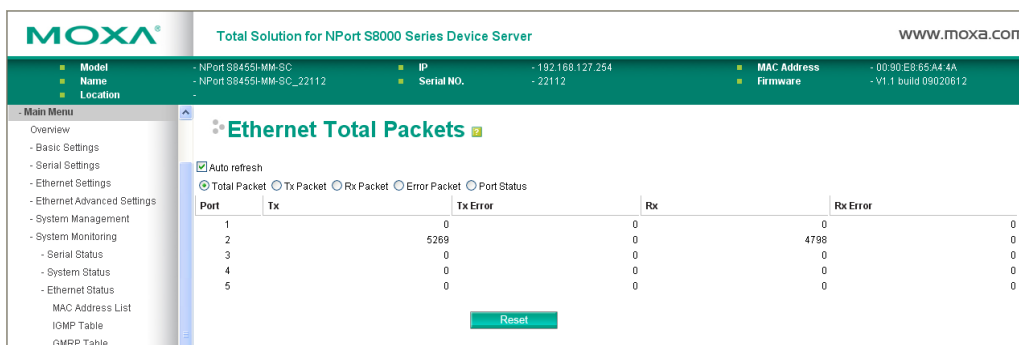 MOXA®
Total Solution for NPort S8000 Series Device Server
www.moxa.com
Model - NPort S8455I-MM-SC IP - 192.168.127.254 MAC Address - 00:90:E8:65:A4:4A
Name - NPort S8455I-MM-SC_22112 Serial NO. - 22112 Firmware - V1.1 build 09020612
Location -
- Main Menu
Overview
- Basic Settings
- Serial Settings
- Ethernet Settings
- Ethernet Advanced Settings
- System Management
- System Monitoring
- Serial Status
- System Status
- Ethernet Status
MAC Address List
IGMP Table
GMRP Table
Ethernet Total Packets ?
Auto refresh
Total Packet Tx Packet Rx Packet Error Packet Port Status
Port Tx Tx Error Rx Rx Error
1 0 0 0 0
2 5269 0 4798 0
3 0 0 0 0
4 0 0 0 0
5 0 0 0 0
Reset